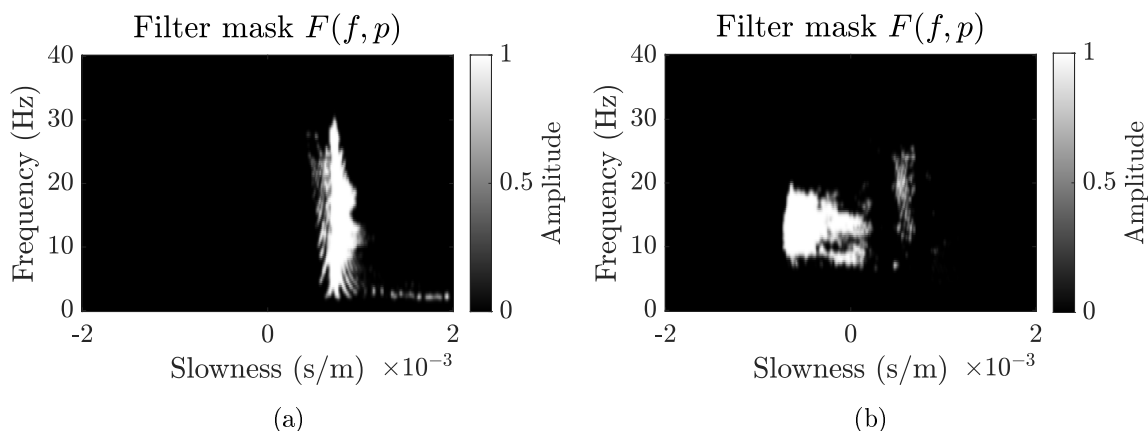 Filter mask F(f, p)
40
30
20
10
0
Frequency (Hz)
-2
0
2
Slowness (s/m) ×10⁻³
1
0.5
0
Amplitude
(a)
Filter mask F(f, p)
40
30
20
10
0
Frequency (Hz)
-2
0
2
Slowness (s/m) ×10⁻³
1
0.5
0
Amplitude
(b)